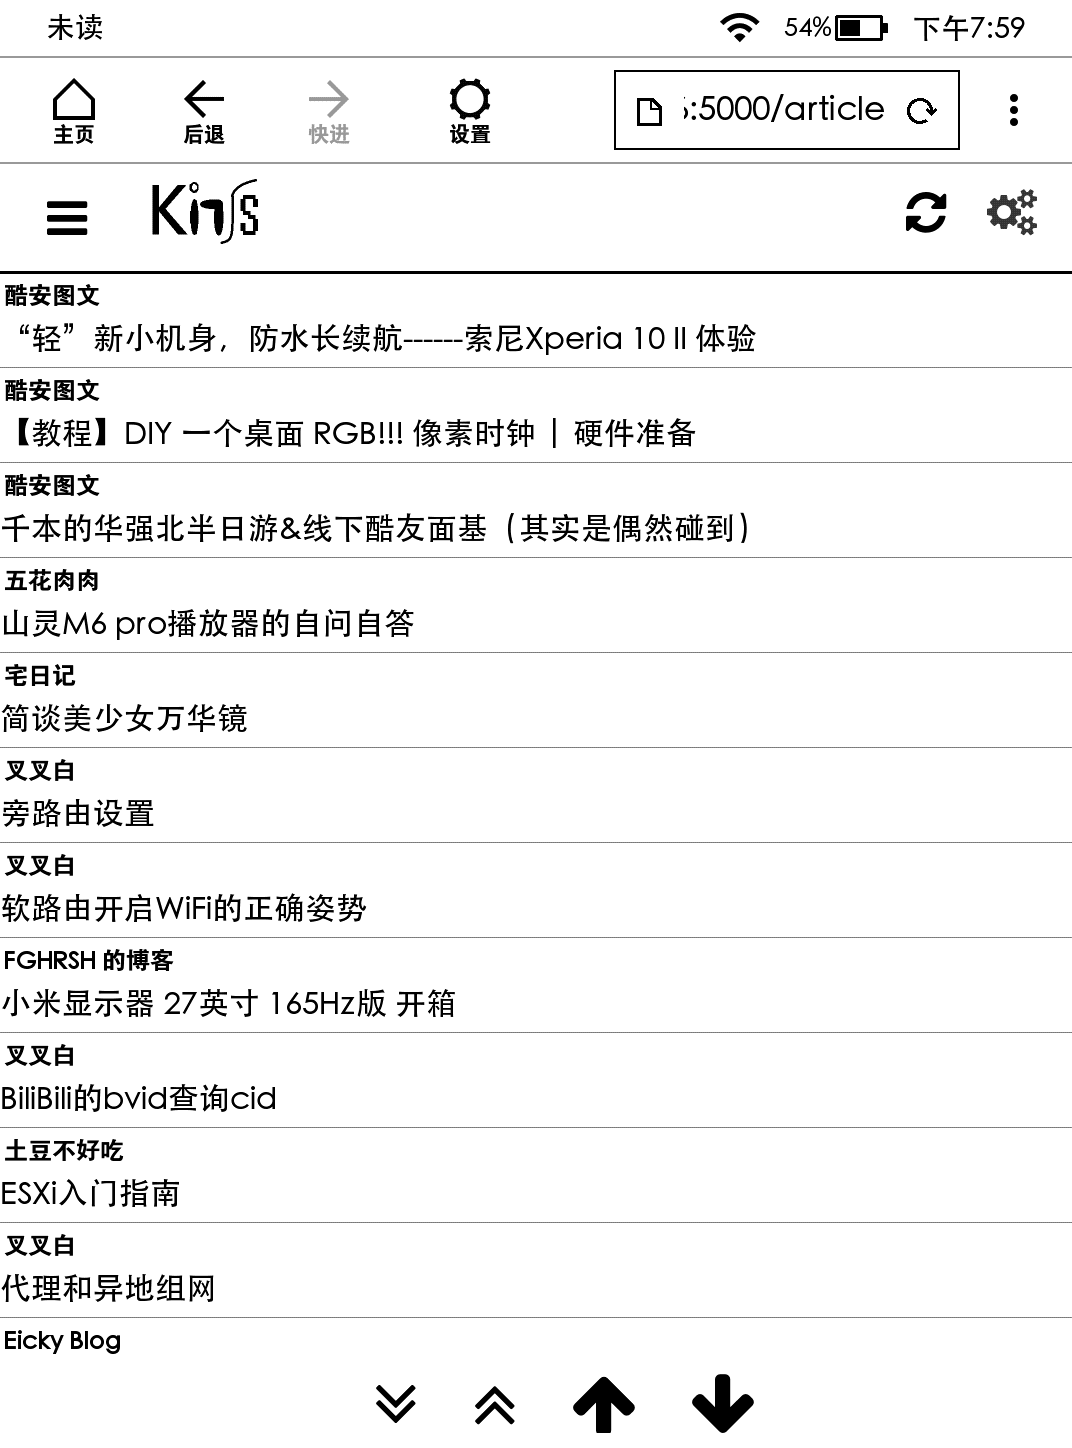 未读 54% 下午7:59
主页 后退 快进 设置 :5000/article
KinS
酷安图文
“轻”新小机身，防水长续航------索尼Xperia 10 II 体验
酷安图文
【教程】DIY 一个桌面 RGB!!! 像素时钟 | 硬件准备
酷安图文
千本的华强北半日游&线下酷友面基（其实是偶然碰到）
五花肉肉
山灵M6 pro播放器的自问自答
宅日记
简谈美少女万华镜
叉叉白
旁路由设置
叉叉白
软路由开启WiFi的正确姿势
FGHRSH 的博客
小米显示器 27英寸 165Hz版 开箱
叉叉白
BiliBili的bvid查询cid
土豆不好吃
ESXi入门指南
叉叉白
代理和异地组网
Eicky Blog